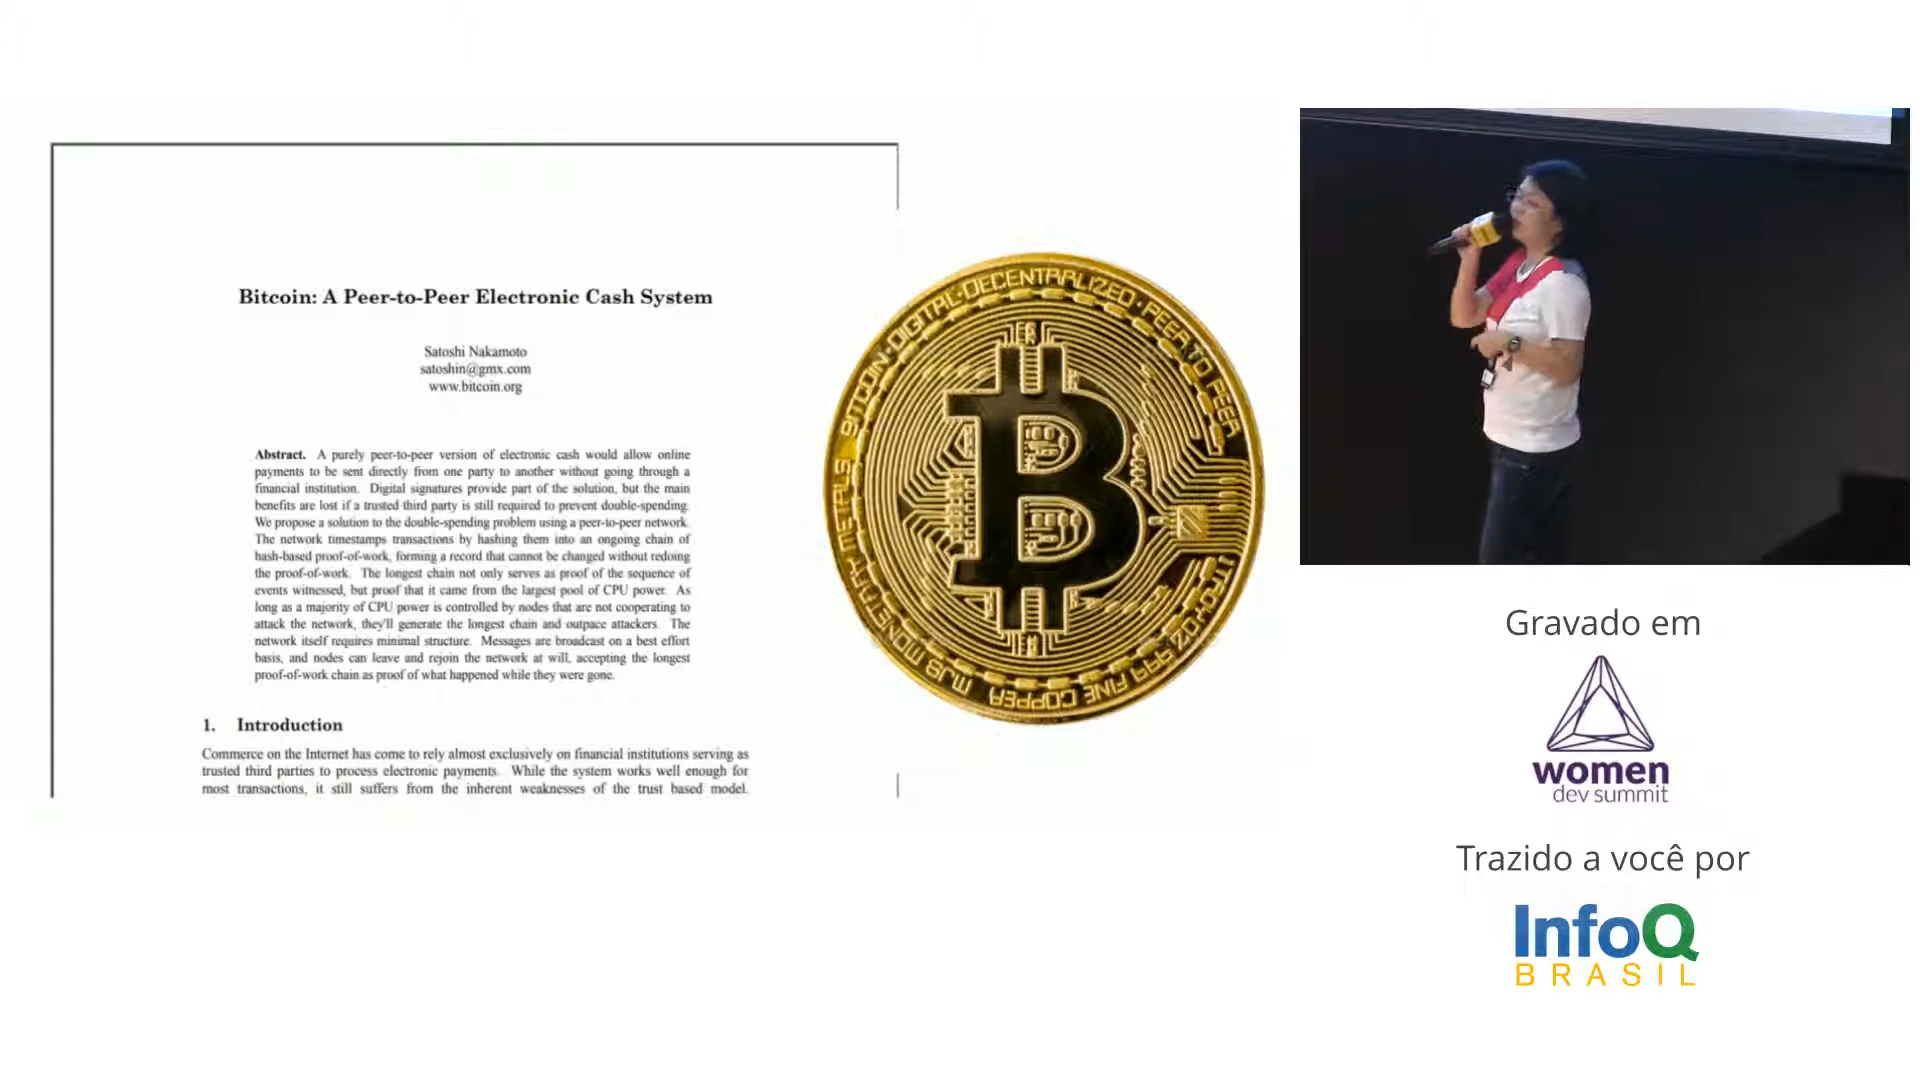 Bitcoin: A Peer-to-Peer Electronic Cash System
Satoshi Nakamoto
satoshin@gmx.com
www.bitcoin.org
Abstract. A purely peer-to-peer version of electronic cash would allow online
payments to be sent directly from one party to another without going through a
financial institution. Digital signatures provide part of the solution, but the main
benefits are lost if a trusted third party is still required to prevent double-spending.
We propose a solution to the double-spending problem using a peer-to-peer network.
The network timestamps transactions by hashing them into an ongoing chain of
hash-based proof-of-work, forming a record that cannot be changed without redoing
the proof-of-work. The longest chain not only serves as proof of the sequence of
events witnessed, but proof that it came from the largest pool of CPU power. As
long as a majority of CPU power is controlled by nodes that are not cooperating to
attack the network, they'll generate the longest chain and outpace attackers. The
network itself requires minimal structure. Messages are broadcast on a best effort
basis, and nodes can leave and rejoin the network at will, accepting the longest
proof-of-work chain as proof of what happened while they were gone.
1. Introduction
Commerce on the Internet has come to rely almost exclusively on financial institutions serving as
trusted third parties to process electronic payments. While the system works well enough for
most transactions, it still suffers from the inherent weaknesses of the trust based model.
BITCOIN·DIGITAL·DECENTRALIZED·PEER TO PEER
1 TROY OZ .999 FINE COPPER MJB MONETARY METALS
Gravado em
women
dev summit
Trazido a você por
InfoQ
BRASIL